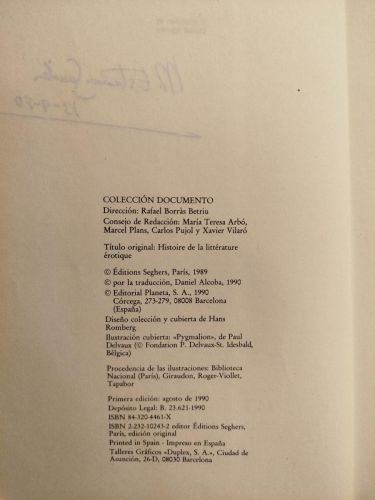 COLECCIÓN DOCUMENTO
Dirección: Rafael Borràs Betriu
Consejo de Redacción: María Teresa Arbó,
Marcel Plans, Carlos Pujol y Xavier Vilaró
Título original: Histoire de la littérature
érotique
© Éditions Seghers, París, 1989
© por la traducción, Daniel Alcoba, 1990
© Editorial Planeta, S. A., 1990
Córcega, 273-279, 08008 Barcelona
(España)
Diseño colección y cubierta de Hans
Romberg
Ilustración cubierta: «Pygmalion», de Paul
Delvaux (© Fondation P. Delvaux-St. Idesbald,
Bélgica)
Procedencia de las ilustraciones: Biblioteca
Nacional (París), Giraudon, Roger-Viollet,
Tapabor
Primera edición: agosto de 1990
Depósito Legal: B. 23.621-1990
ISBN 84-320-4461-X
ISBN 2-232-10243-2 editor Éditions Seghers,
París, edición original
Printed in Spain - Impreso en España
Talleres Gráficos «Duplex, S. A.», Ciudad de
Asunción, 26-D, 08030 Barcelona